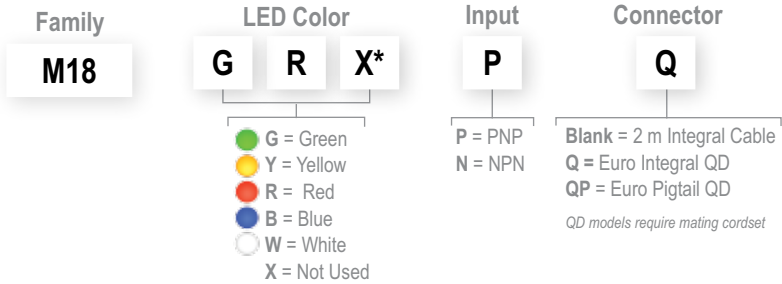 Family
LED Color
Input
Connector
M18
G R X*
P
Q
G = Green
Y = Yellow
R = Red
B = Blue
W = White
X = Not Used
P = PNP
N = NPN
Blank = 2 m Integral Cable
Q = Euro Integral QD
QP = Euro Pigtail QD
QD models require mating cordset